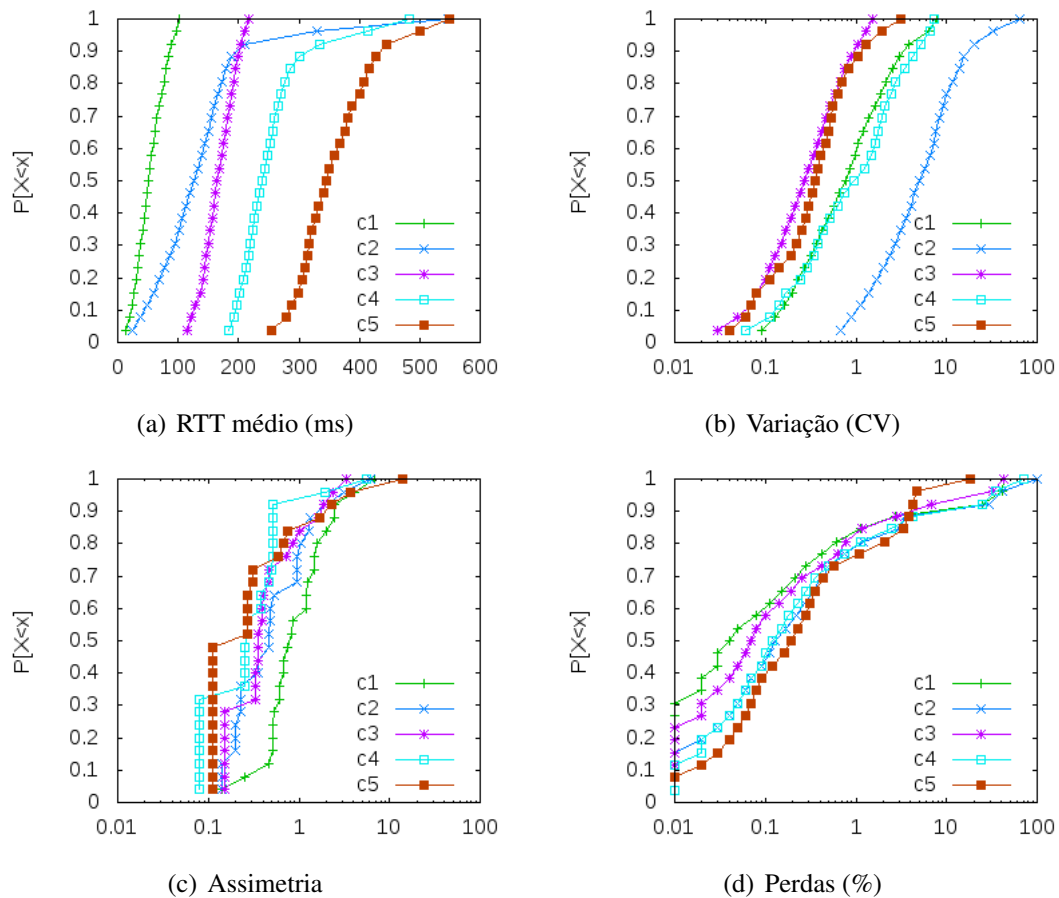 P[X<x]
1
0.9
0.8
0.7
0.6
0.5
0.4
0.3
0.2
0.1
0
c1
c2
c3
c4
c5
0 100 200 300 400 500 600
(a) RTT médio (ms)
P[X<x]
1
0.9
0.8
0.7
0.6
0.5
0.4
0.3
0.2
0.1
0
c1
c2
c3
c4
c5
0.01 0.1 1 10 100
(b) Variação (CV)
P[X<x]
1
0.9
0.8
0.7
0.6
0.5
0.4
0.3
0.2
0.1
0
c1
c2
c3
c4
c5
0.01 0.1 1 10 100
(c) Assimetria
P[X<x]
1
0.9
0.8
0.7
0.6
0.5
0.4
0.3
0.2
0.1
0
c1
c2
c3
c4
c5
0.01 0.1 1 10 100
(d) Perdas (%)